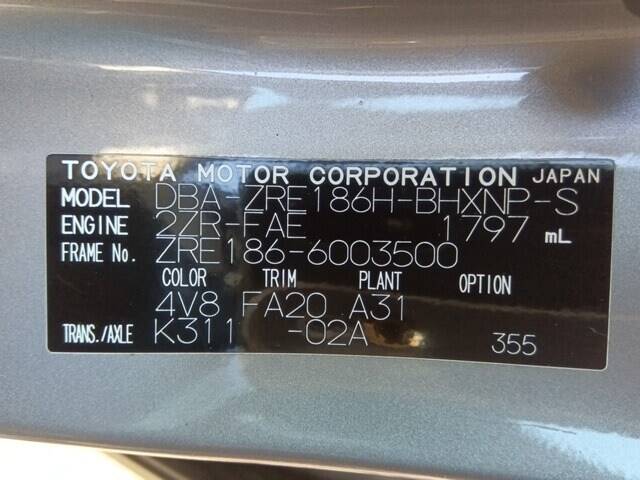 TOYOTA MOTOR CORPORATION JAPAN
MODEL DBA-ZRE186H-BHXNP-S
ENGINE 2ZR-FAE 1797 mL
FRAME No. ZRE186-6003500
COLOR TRIM PLANT OPTION
4V8 FA20 A31
TRANS./AXLE K311 -02A 355